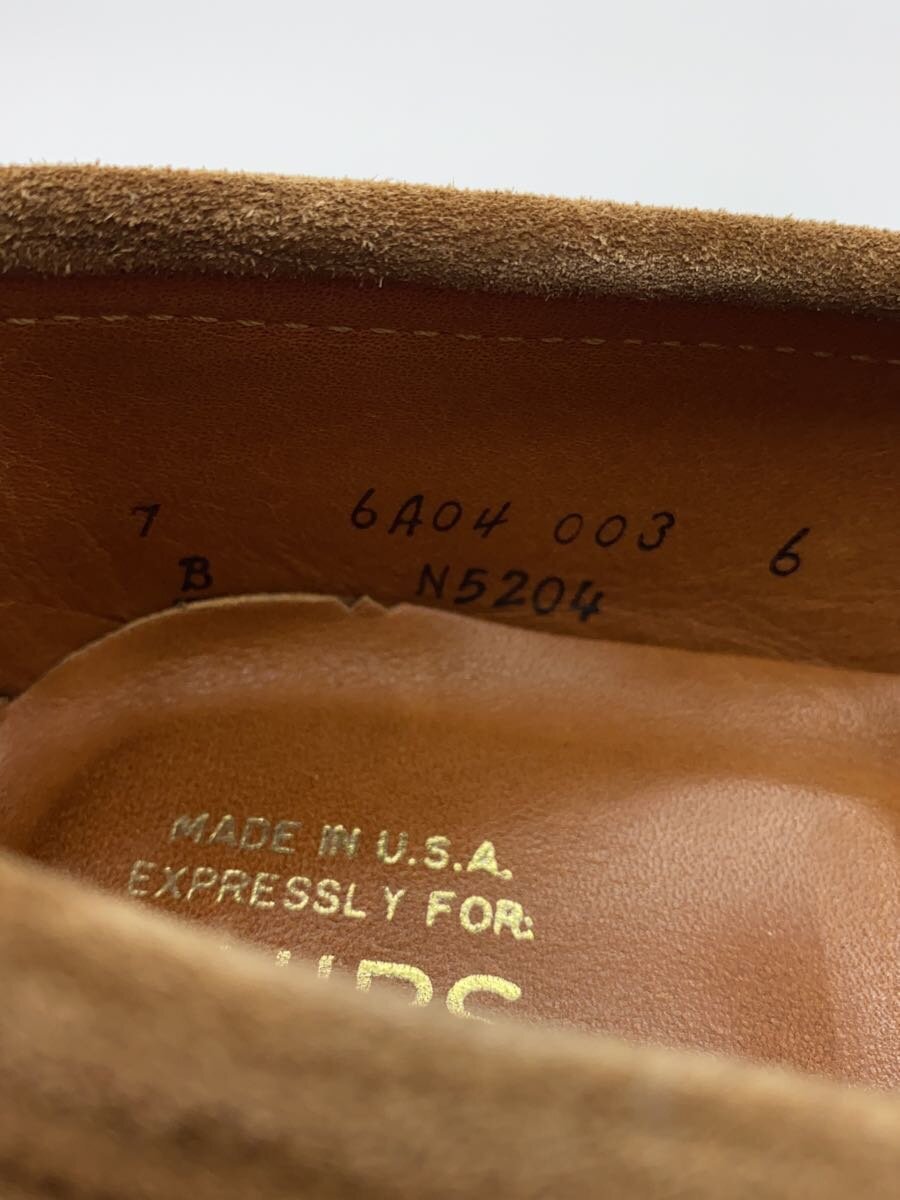 7 6A04 003 6
B N5204
MADE IN U.S.A.
EXPRESSLY FOR: